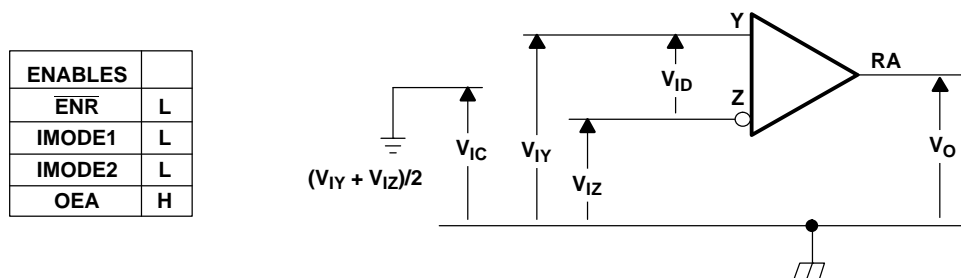 ENABLES
ENR L
IMODE1 L
IMODE2 L
OEA H
(VIY + VIZ)/2
VIC
VIY
VIZ
VID
Y
Z
RA
VO